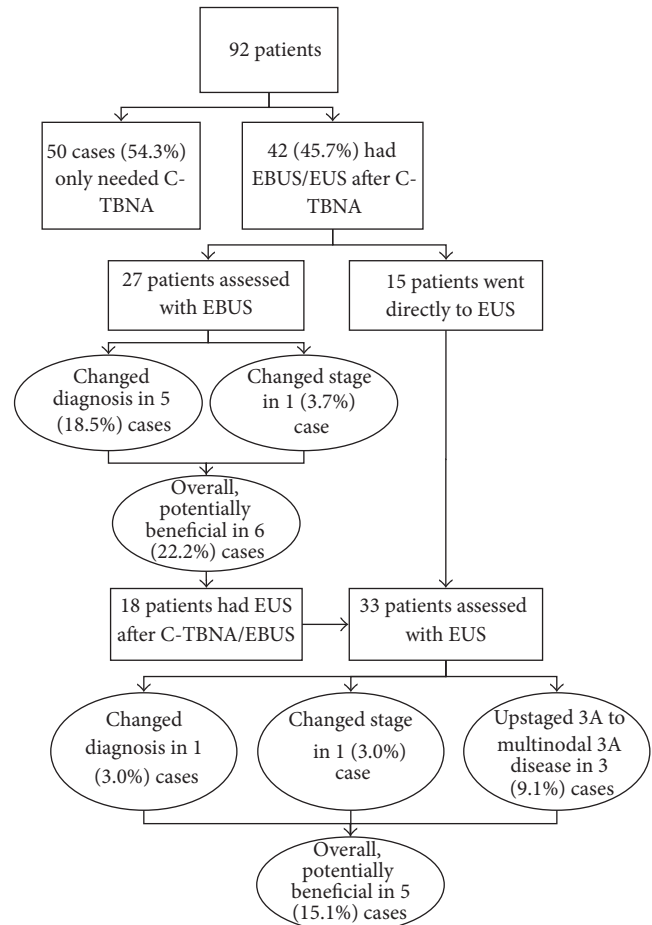 92 patients
50 cases (54.3%)
only needed C-
TBNA
42 (45.7%) had
EBUS/EUS after C-
TBNA
27 patients assessed
with EBUS
15 patients went
directly to EUS
Changed
diagnosis in 5
(18.5%) cases
Changed stage
in 1 (3.7%)
case
Overall,
potentially
beneficial in 6
(22.2%) cases
18 patients had EUS
after C-TBNA/EBUS
33 patients assessed
with EUS
Changed
diagnosis in 1
(3.0%) cases
Changed stage
in 1 (3.0%)
case
Upstaged 3A to
multinodal 3A
disease in 3
(9.1%) cases
Overall,
potentially
beneficial in 5
(15.1%) cases